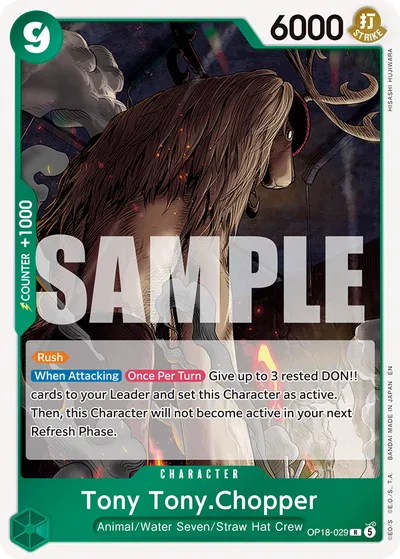 9
6000
打
STRIKE
HISASHI HUJIWARA
COUNTER +1000
SAMPLE
Rush
When Attacking Once Per Turn Give up to 3 rested DON!!
cards to your Leader and set this Character as active.
Then, this Character will not become active in your next
Refresh Phase.
©E.O./S., T.A. BANDAI MADE IN JAPAN EN
CHARACTER
Tony Tony.Chopper
Animal/Water Seven/Straw Hat Crew
OP18-029 R 5